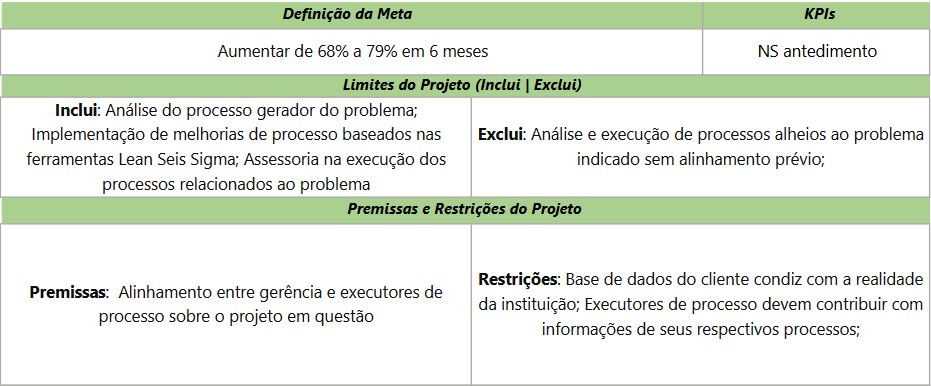 Definição da Meta
KPIs
Aumentar de 68% a 79% em 6 meses
NS antedimento
Limites do Projeto (Inclui | Exclui)
Inclui: Análise do processo gerador do problema;
Implementação de melhorias de processo baseados nas
ferramentas Lean Seis Sigma; Assessoria na execução dos
processos relacionados ao problema
Exclui: Análise e execução de processos alheios ao problema
indicado sem alinhamento prévio;
Premissas e Restrições do Projeto
Premissas:  Alinhamento entre gerência e executores de
processo sobre o projeto em questão
Restrições: Base de dados do cliente condiz com a realidade
da instituição; Executores de processo devem contribuir com
informações de seus respectivos processos;